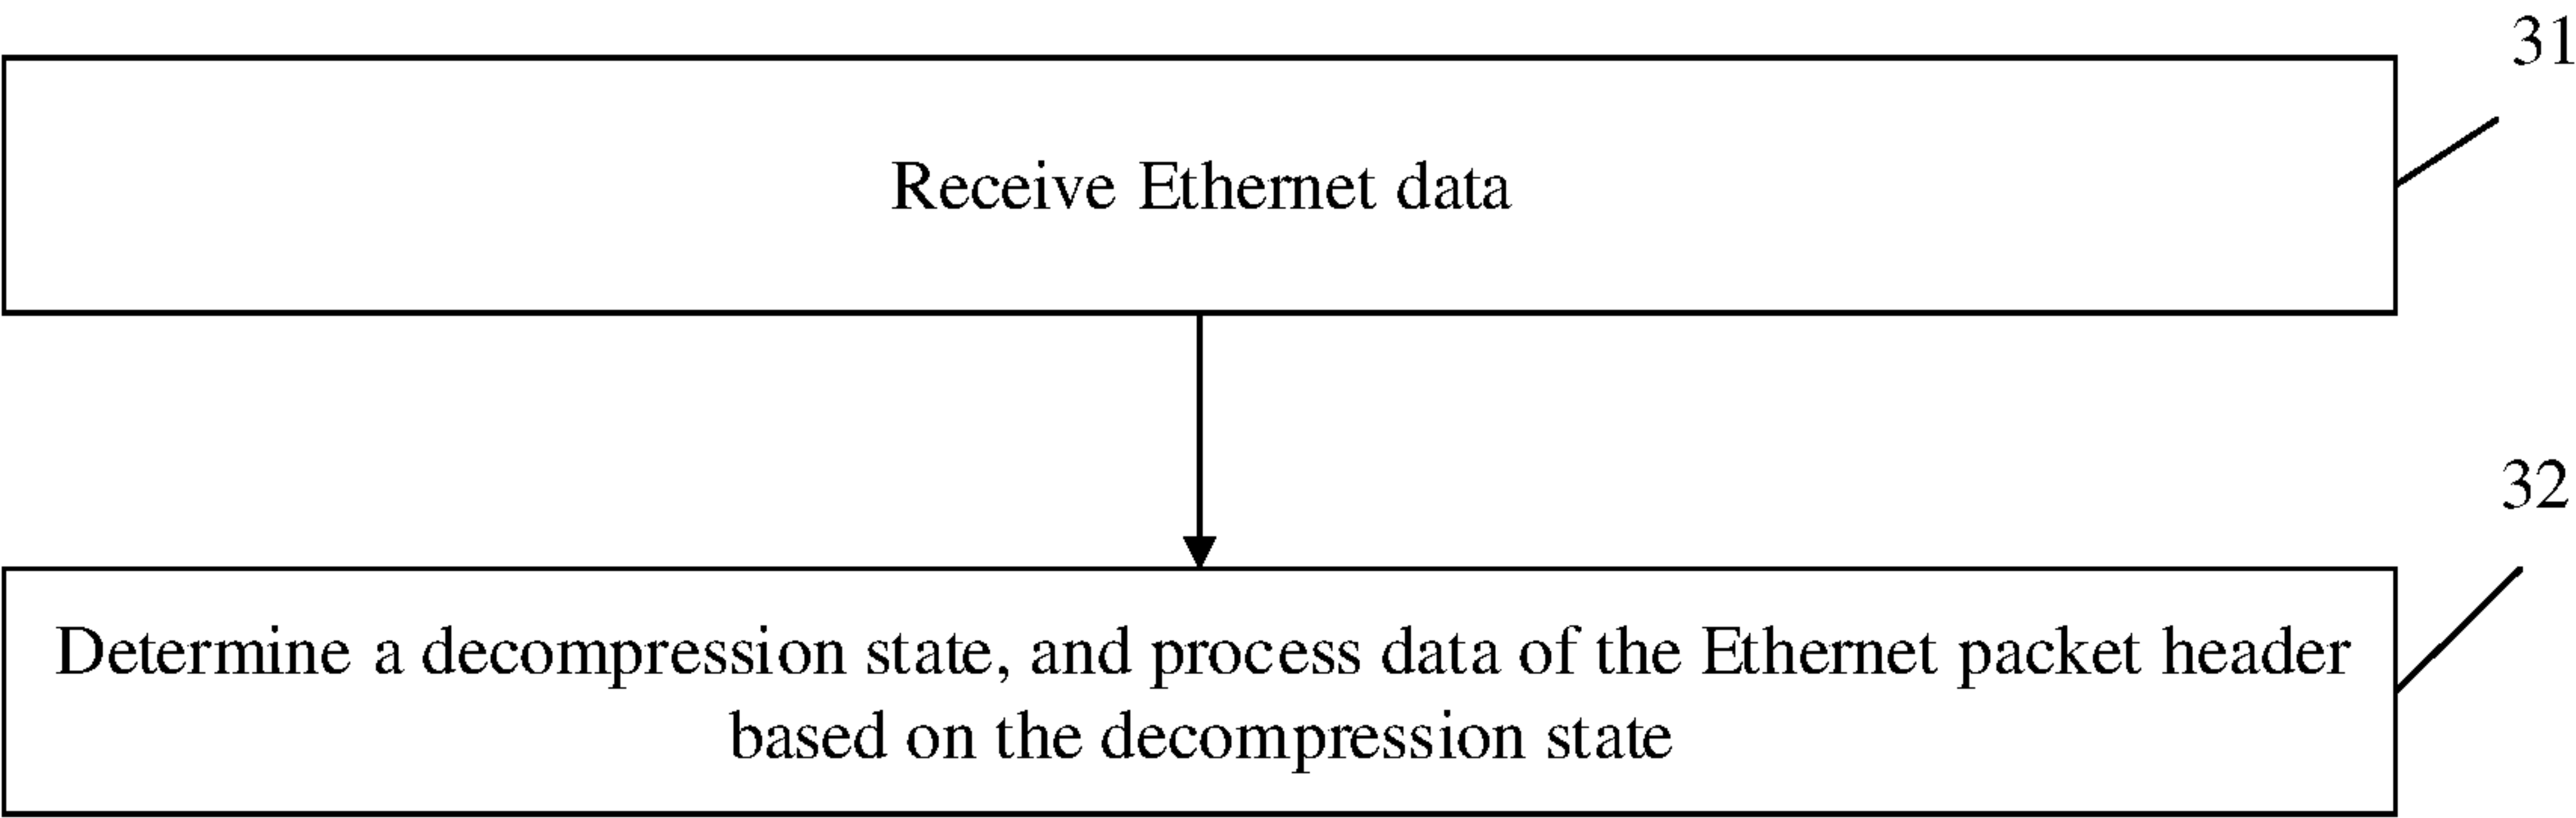 31
Receive Ethernet data
32
Determine a decompression state, and process data of the Ethernet packet header
based on the decompression state